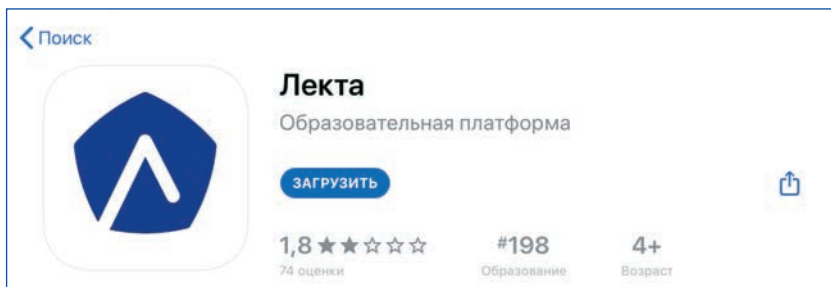 Поиск
Лекта
Образовательная платформа
ЗАГРУЗИТЬ
1,8 #198 4+
74 оценки Образование Возраст